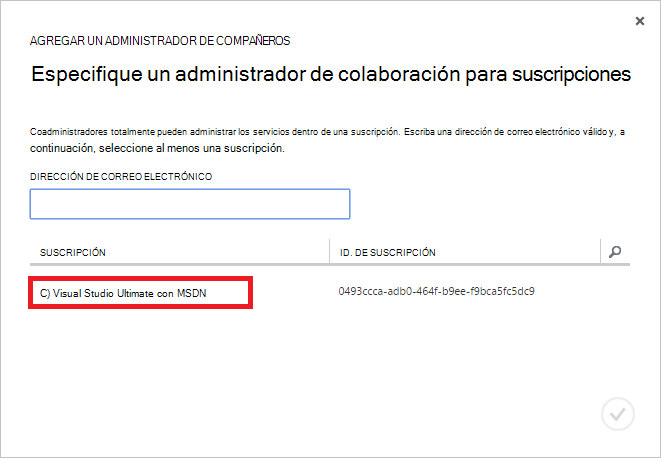 AGREGAR UN ADMINISTRADOR DE COMPAÑEROS
Especifique un administrador de colaboración para suscripciones
Coadministradores totalmente pueden administrar los servicios dentro de una suscripción. Escriba una dirección de correo electrónico válido y, a
continuación, seleccione al menos una suscripción.
DIRECCIÓN DE CORREO ELECTRÓNICO
SUSCRIPCIÓN ID. DE SUSCRIPCIÓN
C) Visual Studio Ultimate con MSDN 0493ccca-adb0-464f-b9ee-f9bca5fc5dc9